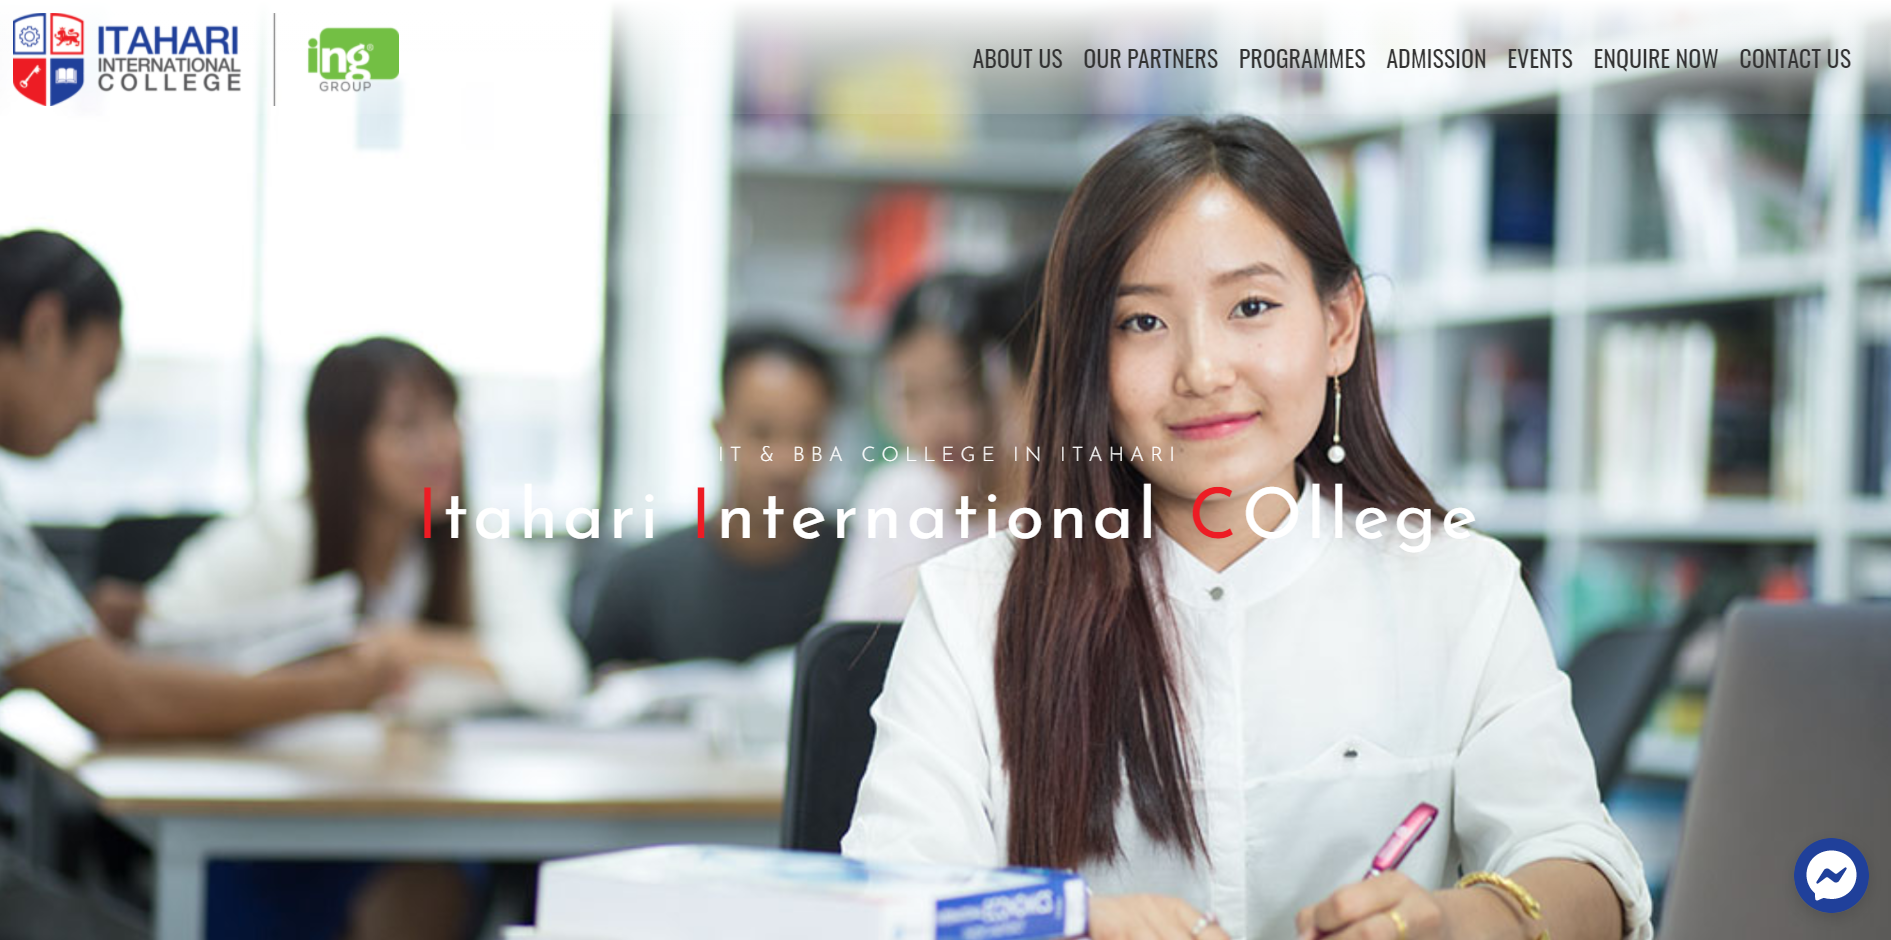 ITAHARI
INTERNATIONAL
COLLEGE
ing®
GROUP
ABOUT US OUR PARTNERS PROGRAMMES ADMISSION EVENTS ENQUIRE NOW CONTACT US
IT & BBA COLLEGE IN ITAHARI
Itahari International COllege